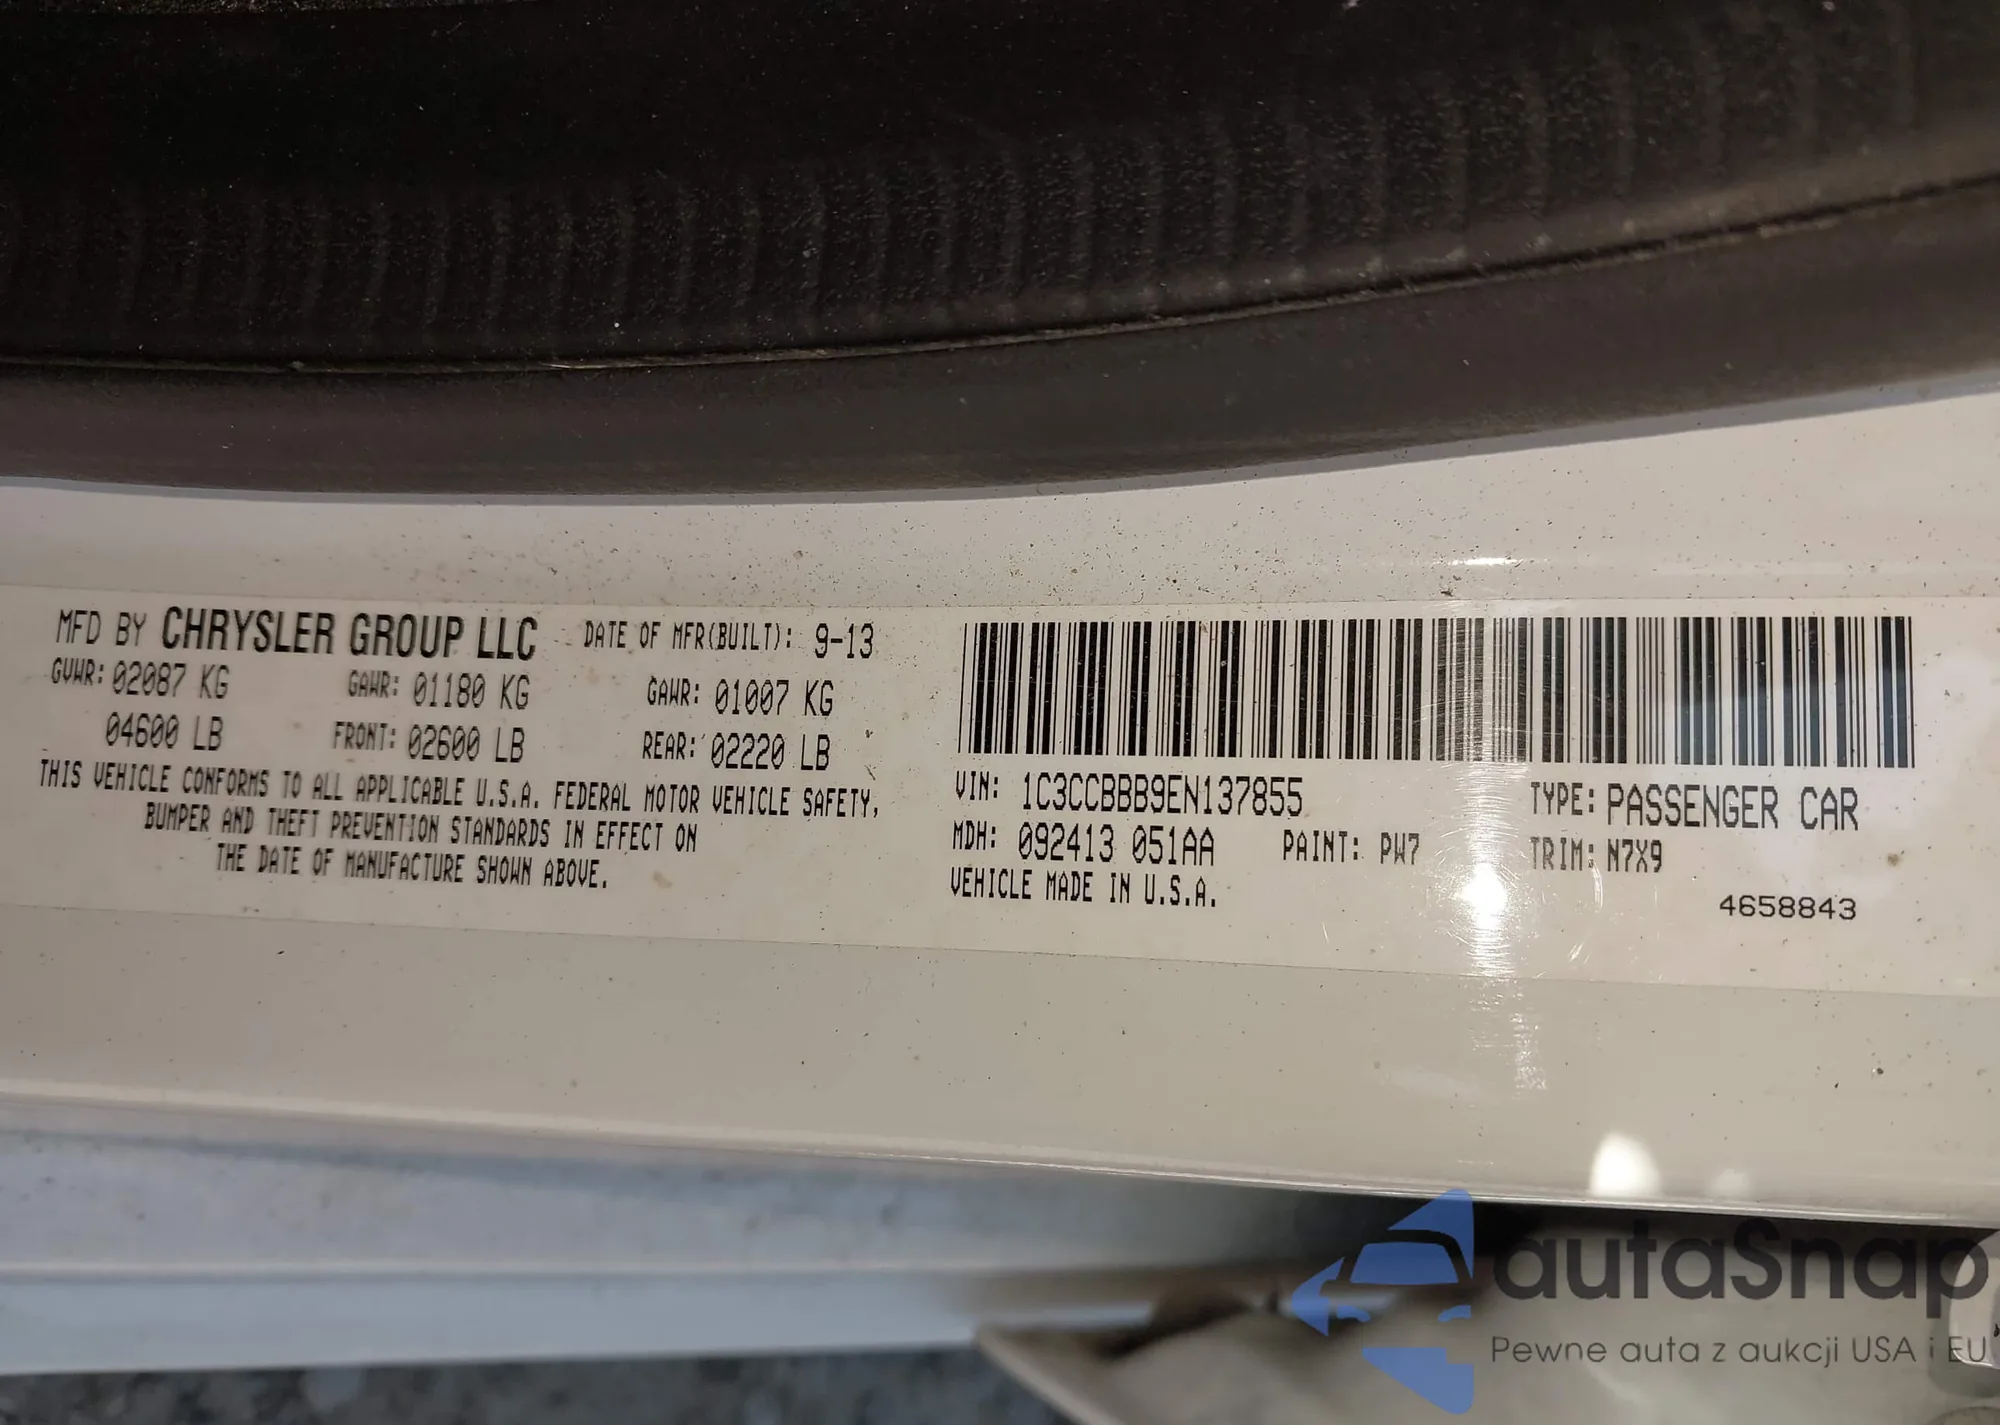 MFD BY CHRYSLER GROUP LLC DATE OF MFR(BUILT): 9-13
GVWR: 02087 KG GAWR: 01180 KG GAWR: 01007 KG
04600 LB FRONT: 02600 LB REAR: 02220 LB
THIS VEHICLE CONFORMS TO ALL APPLICABLE U.S.A. FEDERAL MOTOR VEHICLE SAFETY,
BUMPER AND THEFT PREVENTION STANDARDS IN EFFECT ON
THE DATE OF MANUFACTURE SHOWN ABOVE.
VIN: 1C3CCBBB9EN137855 TYPE: PASSENGER CAR
MDH: 092413 051AA PAINT: PW7 TRIM: N7X9
VEHICLE MADE IN U.S.A.
4658843
autaSnap
Pewne auta z aukcji USA i EU